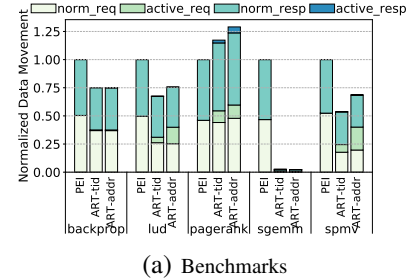 norm_req active_req norm_resp active_resp
Normalized Data Movement
1.25
1.00
0.75
0.50
0.25
0.00
PEI ART-tid ART-addr PEI ART-tid ART-addr PEI ART-tid ART-addr PEI ART-tid ART-addr PEI ART-tid ART-addr
backprop lud pagerank sgemm spmv
(a) Benchmarks